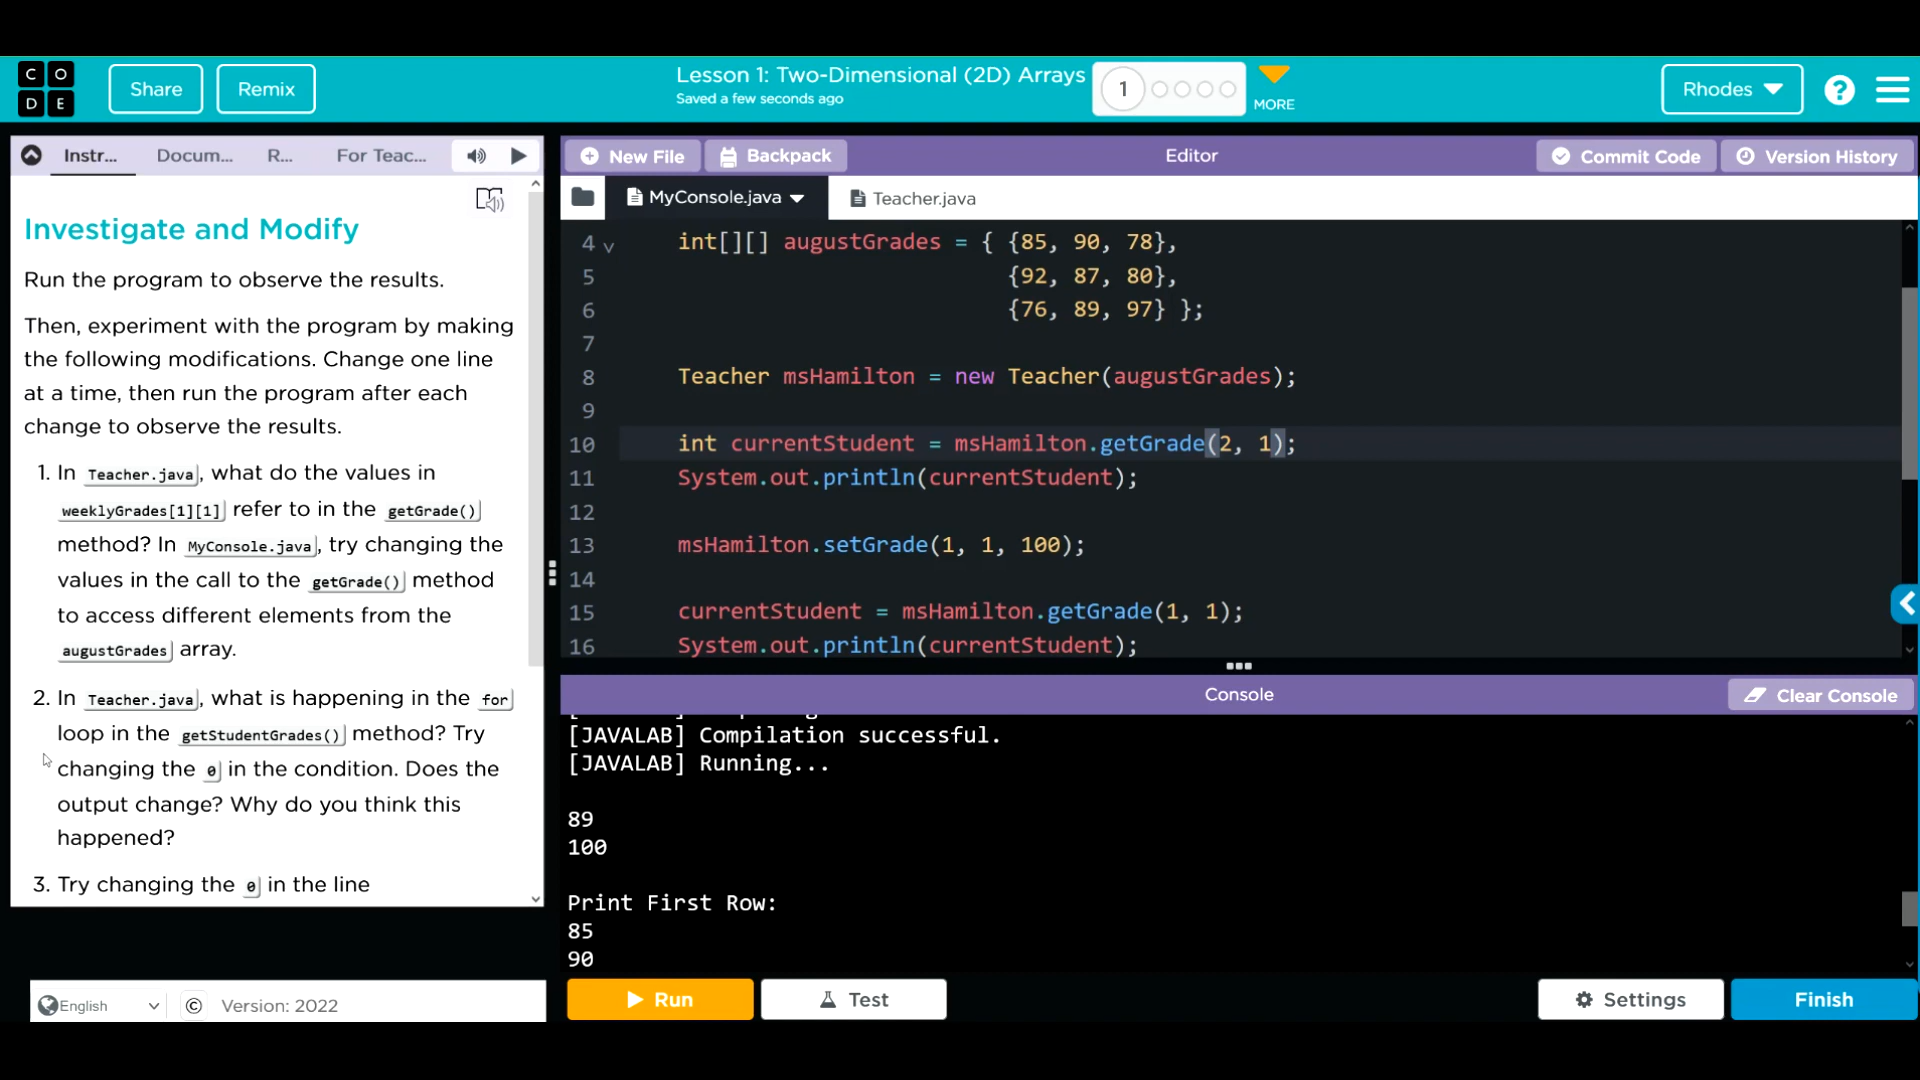 C O
D E
Share
Remix
Lesson 1: Two-Dimensional (2D) Arrays
Saved a few seconds ago
1
MORE
Rhodes
?
Instr...
Docum...
R...
For Teac...
Investigate and Modify
Run the program to observe the results.
Then, experiment with the program by making
the following modifications. Change one line
at a time, then run the program after each
change to observe the results.
1. In Teacher.java, what do the values in
weeklyGrades[1][1] refer to in the getGrade()
method? In MyConsole.java, try changing the
values in the call to the getGrade() method
to access different elements from the
augustGrades array.
2. In Teacher.java, what is happening in the for
loop in the getStudentGrades() method? Try
changing the 0 in the condition. Does the
output change? Why do you think this
happened?
3. Try changing the 0 in the line
English
© Version: 2022
New File
Backpack
Editor
Commit Code
Version History
MyConsole.java
Teacher.java
4 int[][] augustGrades = { {85, 90, 78},
5 {92, 87, 80},
6 {76, 89, 97} };
7
8 Teacher msHamilton = new Teacher(augustGrades);
9
10 int currentStudent = msHamilton.getGrade(2, 1);
11 System.out.println(currentStudent);
12
13 msHamilton.setGrade(1, 1, 100);
14
15 currentStudent = msHamilton.getGrade(1, 1);
16 System.out.println(currentStudent);
Console
Clear Console
[JAVALAB] Compilation successful.
[JAVALAB] Running...
89
100
Print First Row:
85
90
Run
Test
Settings
Finish